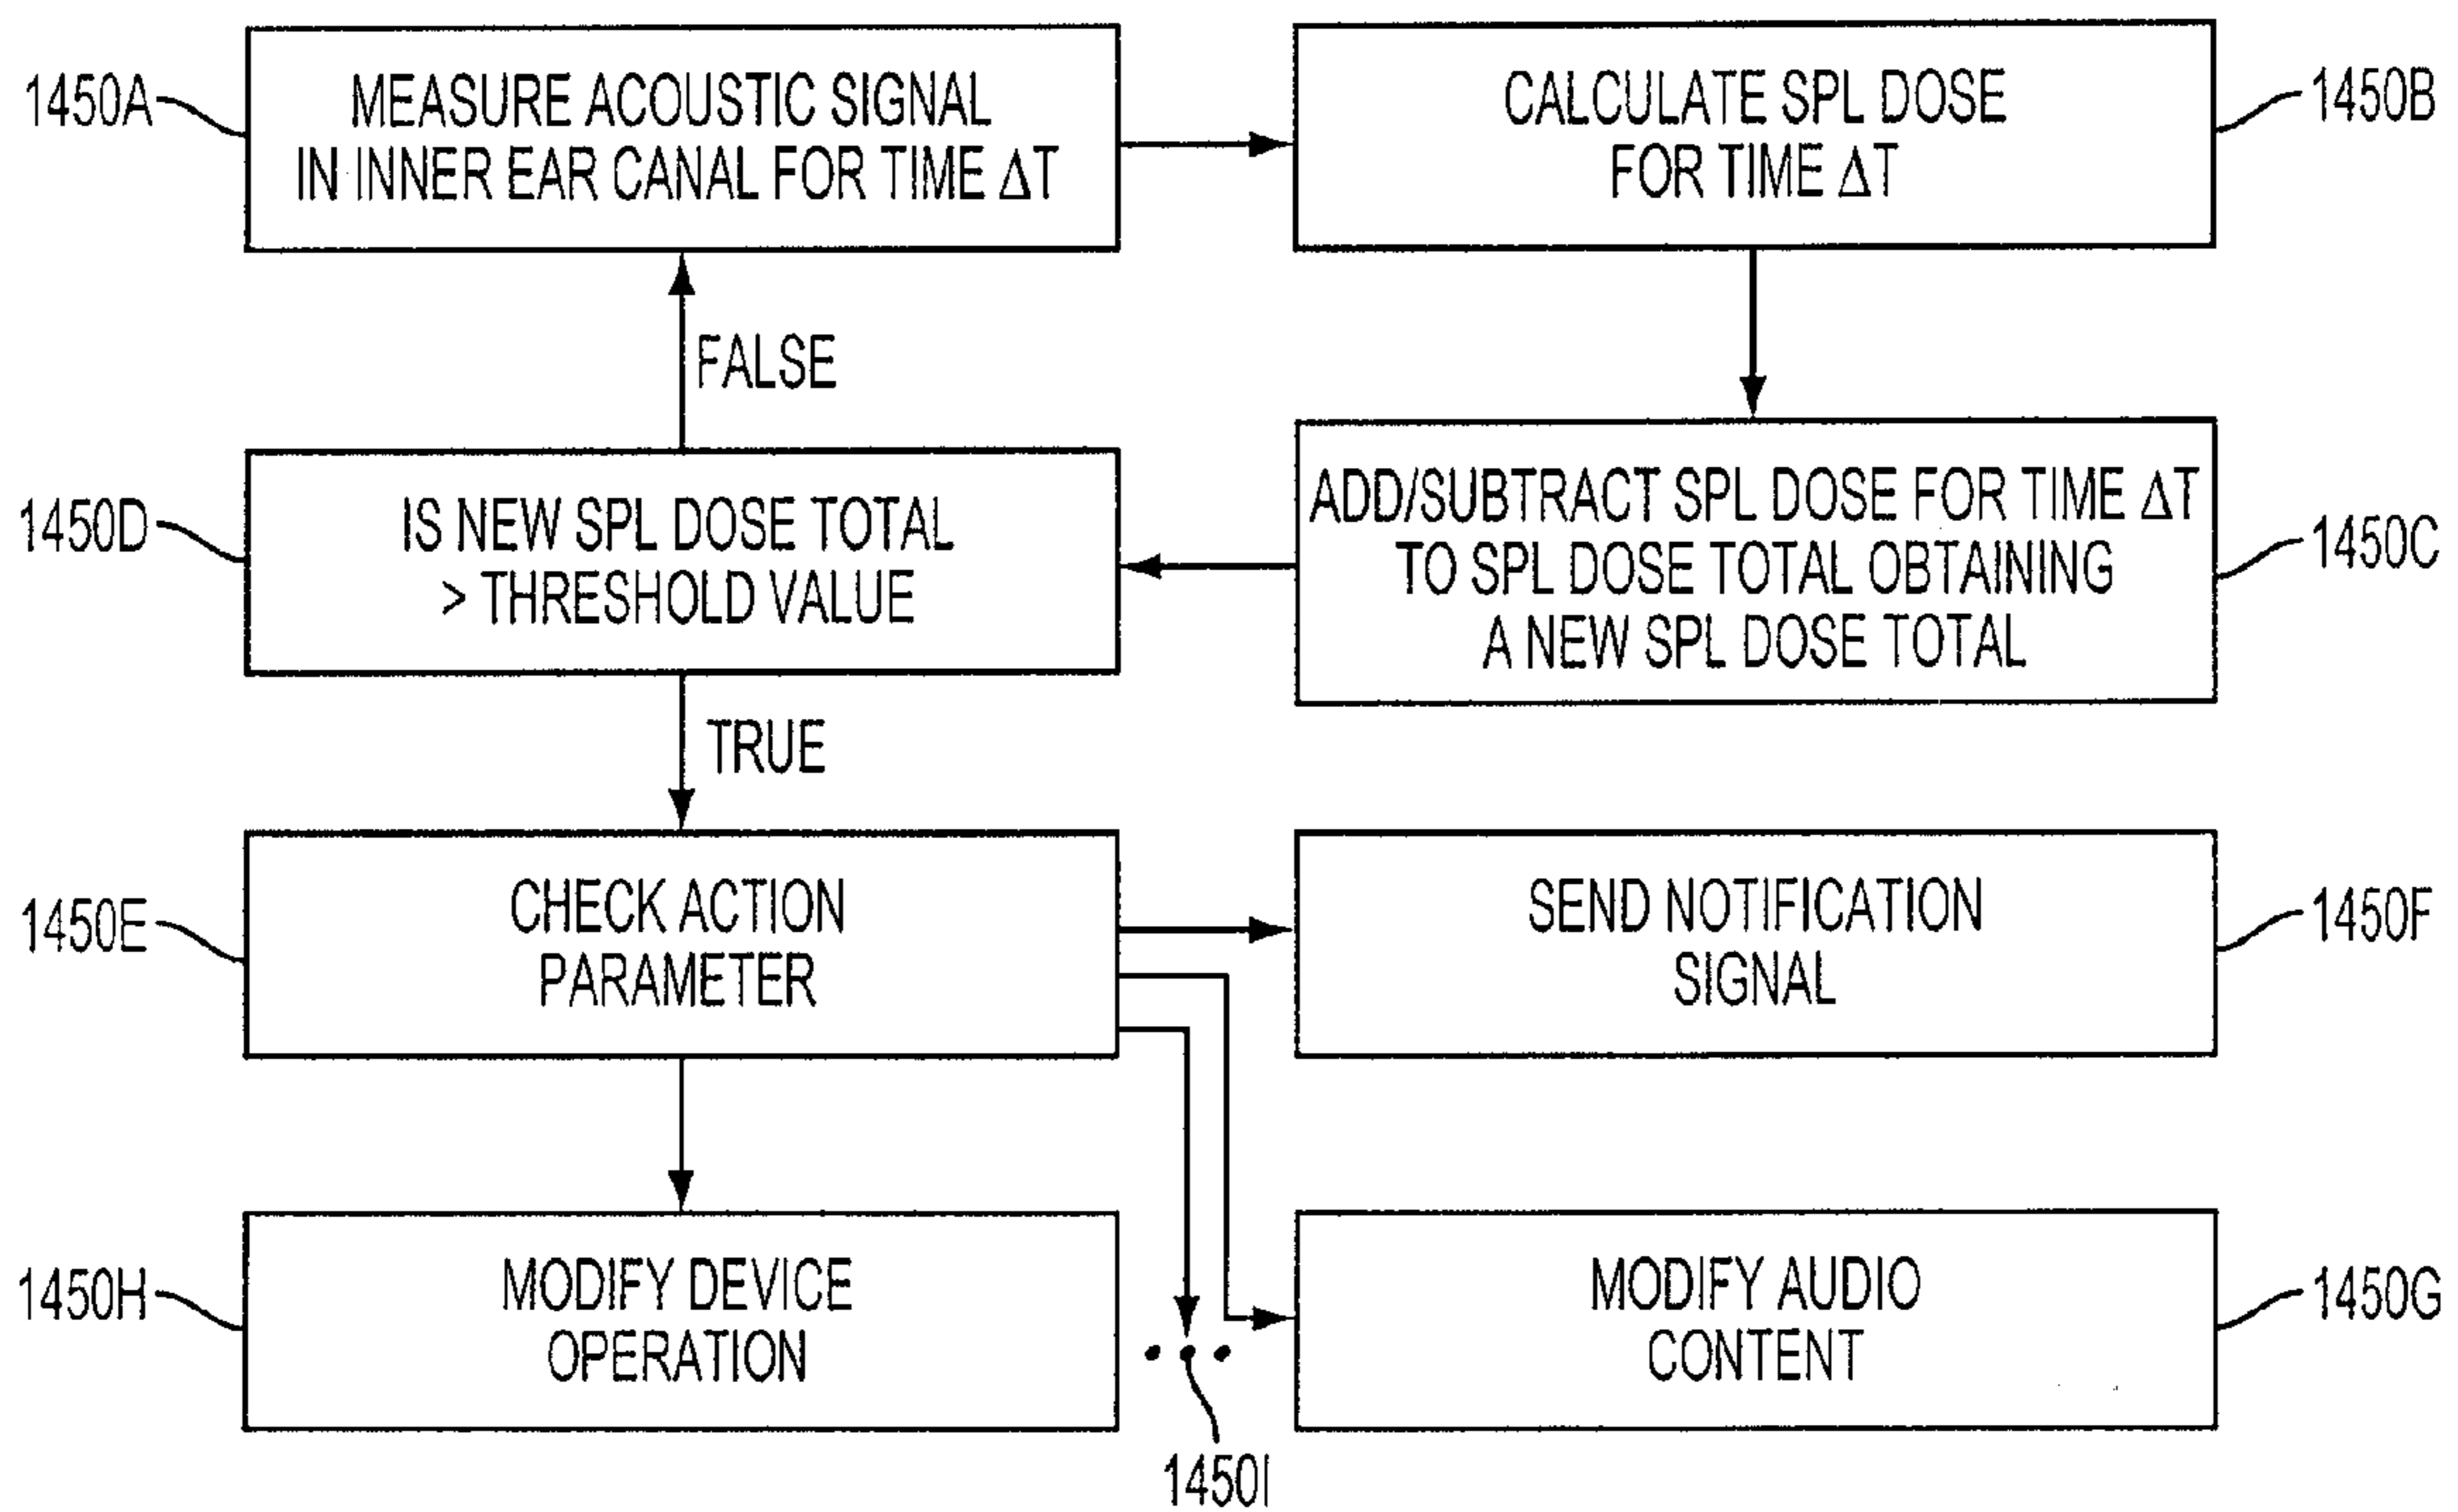 1450A
MEASURE ACOUSTIC SIGNAL
IN INNER EAR CANAL FOR TIME ΔT
CALCULATE SPL DOSE
FOR TIME ΔT
1450B
FALSE
1450D
IS NEW SPL DOSE TOTAL
> THRESHOLD VALUE
ADD/SUBTRACT SPL DOSE FOR TIME ΔT
TO SPL DOSE TOTAL OBTAINING
A NEW SPL DOSE TOTAL
1450C
TRUE
1450E
CHECK ACTION
PARAMETER
SEND NOTIFICATION
SIGNAL
1450F
1450H
MODIFY DEVICE
OPERATION
• • •
1450I
MODIFY AUDIO
CONTENT
1450G